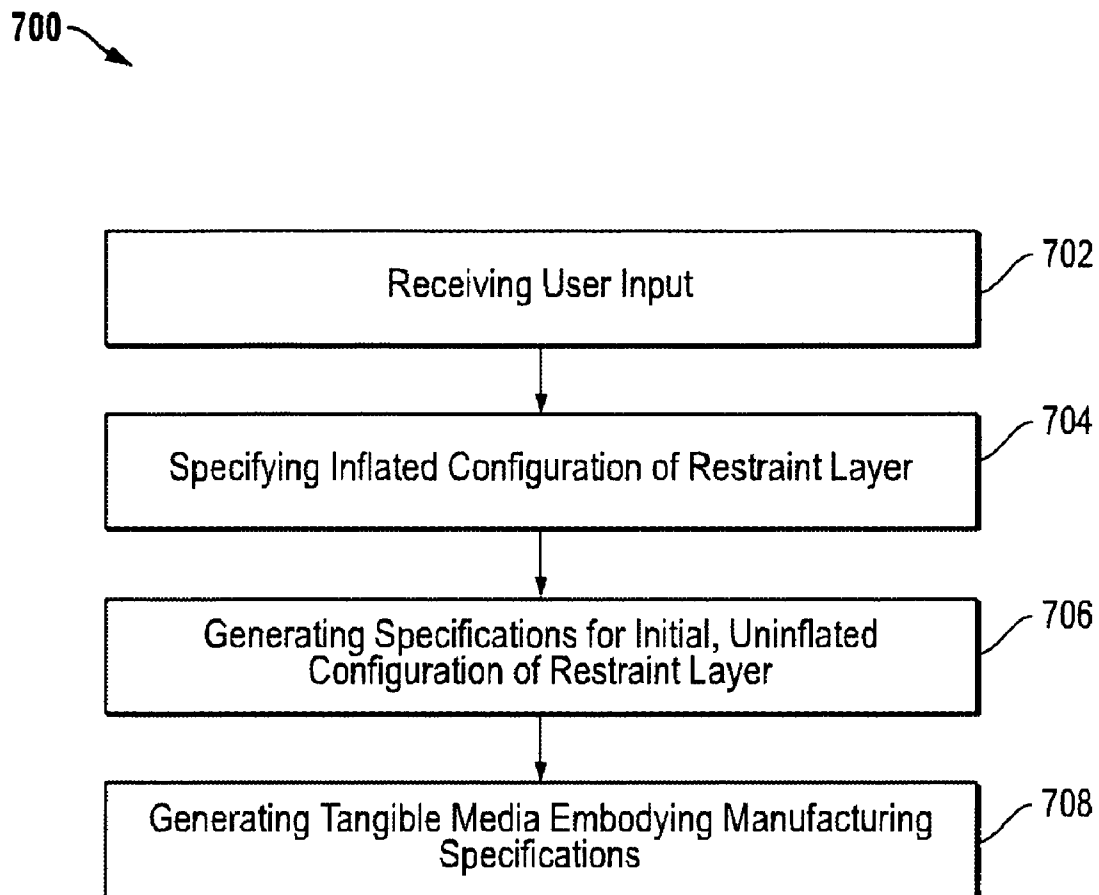 700
Receiving User Input
702
Specifying Inflated Configuration of Restraint Layer
704
Generating Specifications for Initial, Uninflated
Configuration of Restraint Layer
706
Generating Tangible Media Embodying Manufacturing
Specifications
708